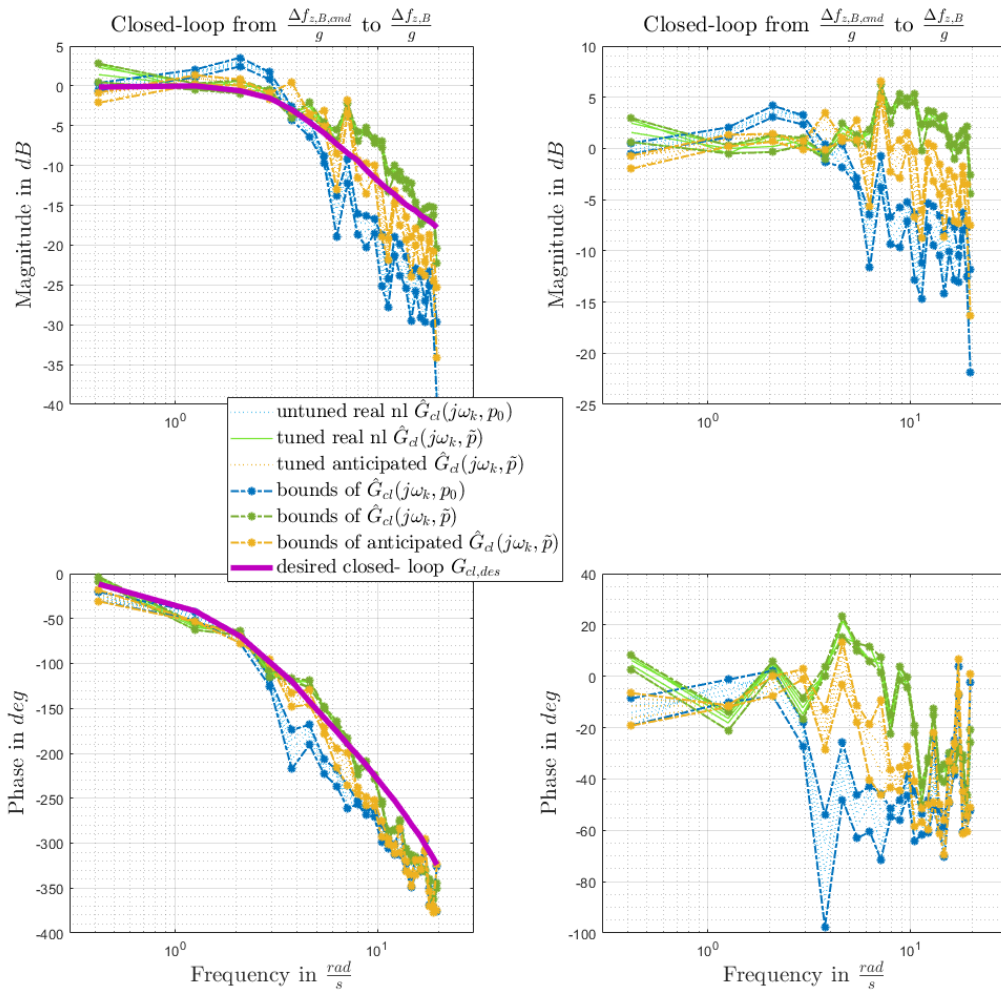 Closed-loop from Δf_{z,B,cmd}/g to Δf_{z,B}/g
Closed-loop from Δf_{z,B,cmd}/g to Δf_{z,B}/g
Magnitude in dB
5
0
-5
-10
-15
-20
-25
-30
-35
-40
10^0
10^1
Magnitude in dB
10
5
0
-5
-10
-15
-20
-25
10^0
10^1
untuned real nl Ĝ_{cl}(jω_k, p_0)
tuned real nl Ĝ_{cl}(jω_k, p̃)
tuned anticipated Ĝ_{cl}(jω_k, p̃)
bounds of Ĝ_{cl}(jω_k, p_0)
bounds of Ĝ_{cl}(jω_k, p̃)
bounds of anticipated Ĝ_{cl}(jω_k, p̃)
desired closed- loop G_{cl,des}
Phase in deg
0
-50
-100
-150
-200
-250
-300
-350
-400
10^0
10^1
Frequency in rad/s
Phase in deg
40
20
0
-20
-40
-60
-80
-100
10^0
10^1
Frequency in rad/s